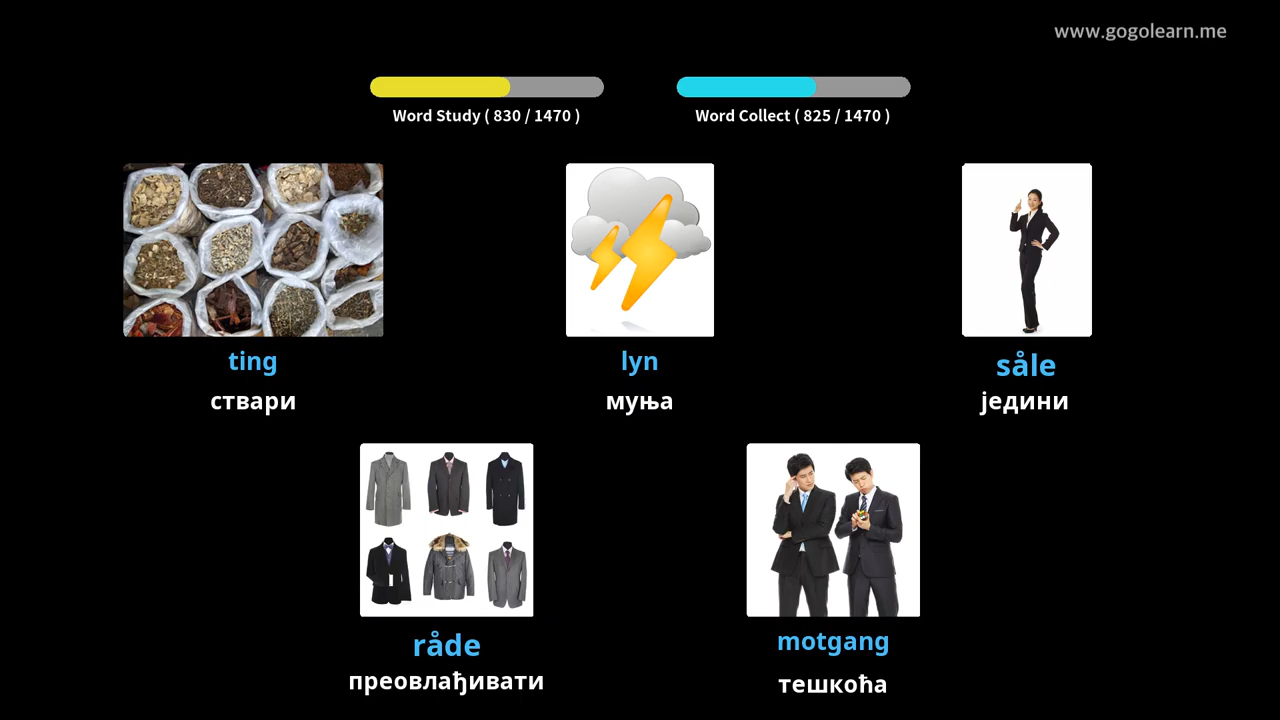 www.gogolearn.me
Word Study ( 830 / 1470 )
Word Collect ( 825 / 1470 )
ting
lyn
såle
ствари
муња
једини
råde
motgang
преовлађивати
тешкоћа